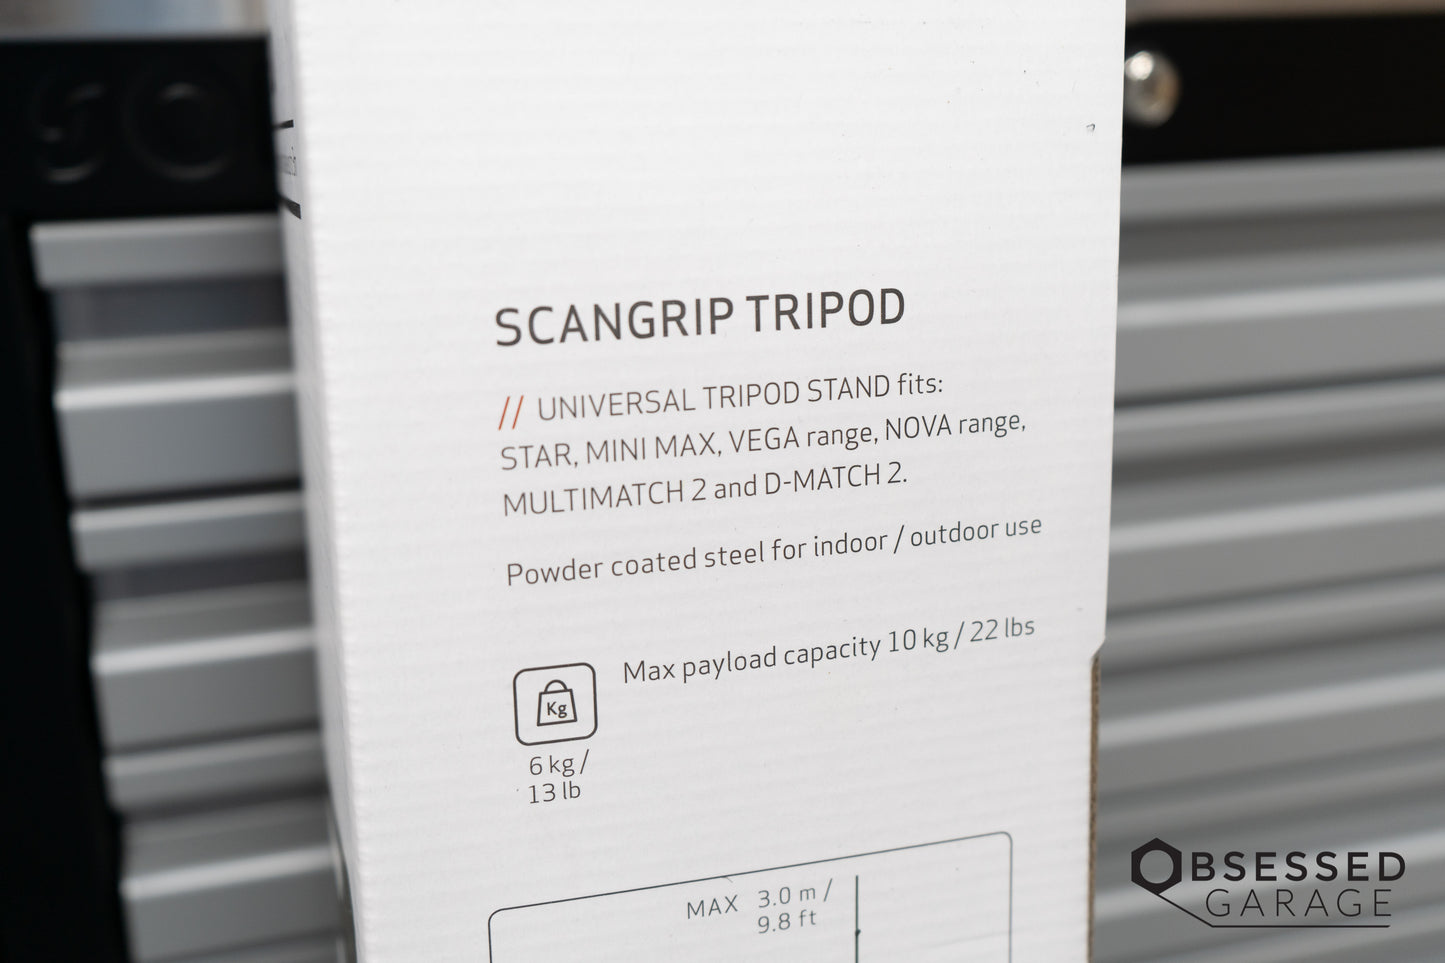 SCANGRIP TRIPOD
// UNIVERSAL TRIPOD STAND fits:
STAR, MINI MAX, VEGA range, NOVA range,
MULTIMATCH 2 and D-MATCH 2.
Powder coated steel for indoor / outdoor use
Max payload capacity 10 kg / 22 lbs
Kg
6 kg /
13 lb
MAX 3.0 m /
9.8 ft
OBSESSED
GARAGE